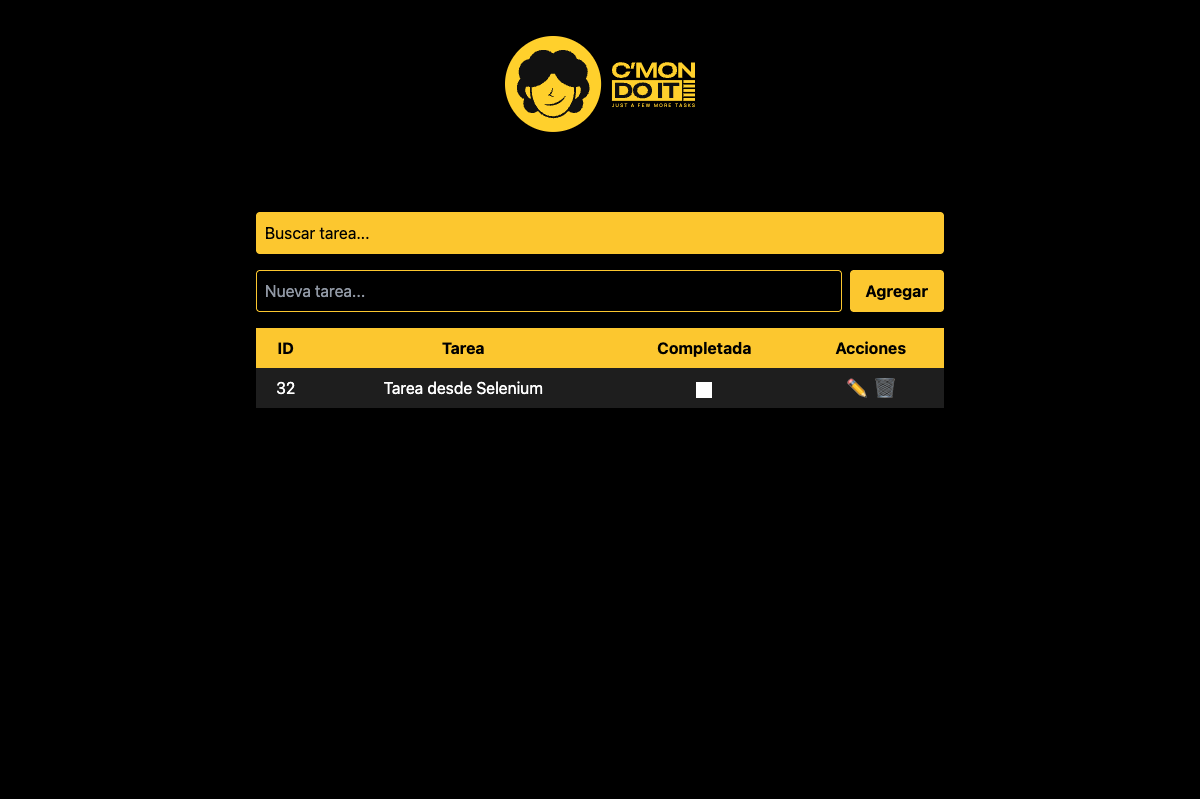 C'MON
DO IT
JUST A FEW MORE TASKS
Buscar tarea...
Nueva tarea... Agregar
ID Tarea Completada Acciones
32 Tarea desde Selenium